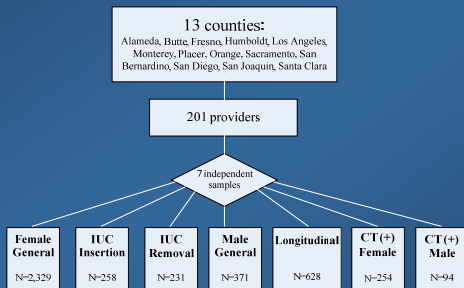 13 counties:
Alameda, Butte, Fresno, Humboldt, Los Angeles,
Monterey, Placer, Orange, Sacramento, San
Bernardino, San Diego, San Joaquin, Santa Clara
201 providers
7 independent
samples
Female
General
N=2,329
IUC
Insertion
N=258
IUC
Removal
N=231
Male
General
N=371
Longitudinal
N=628
CT(+)
Female
N=254
CT(+)
Male
N=94